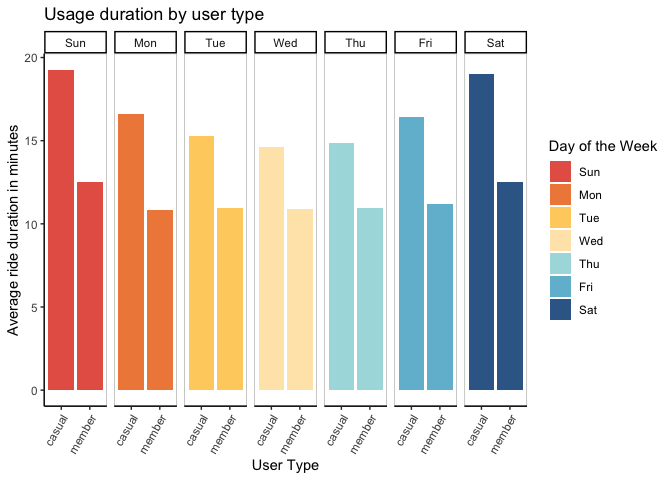 Usage duration by user type
Sun Mon Tue Wed Thu Fri Sat
Average ride duration in minutes
20
15
10
5
0
casual member casual member casual member casual member casual member casual member casual member
User Type
Day of the Week
Sun
Mon
Tue
Wed
Thu
Fri
Sat